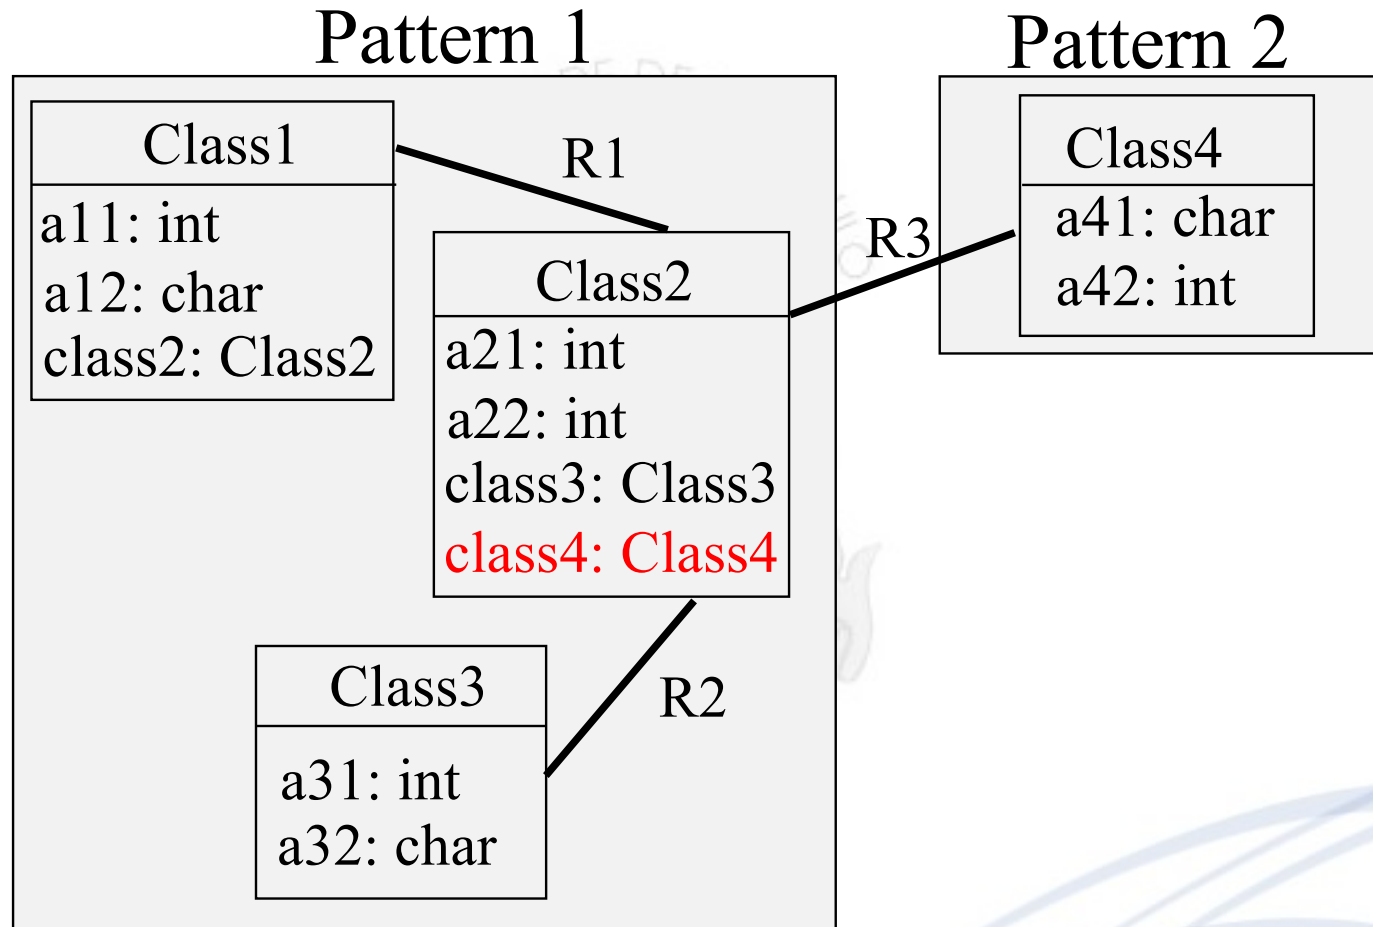 Pattern 1
Pattern 2
Class1
a11: int
a12: char
class2: Class2
R1
Class2
a21: int
a22: int
class3: Class3
class4: Class4
R3
Class4
a41: char
a42: int
Class3
a31: int
a32: char
R2